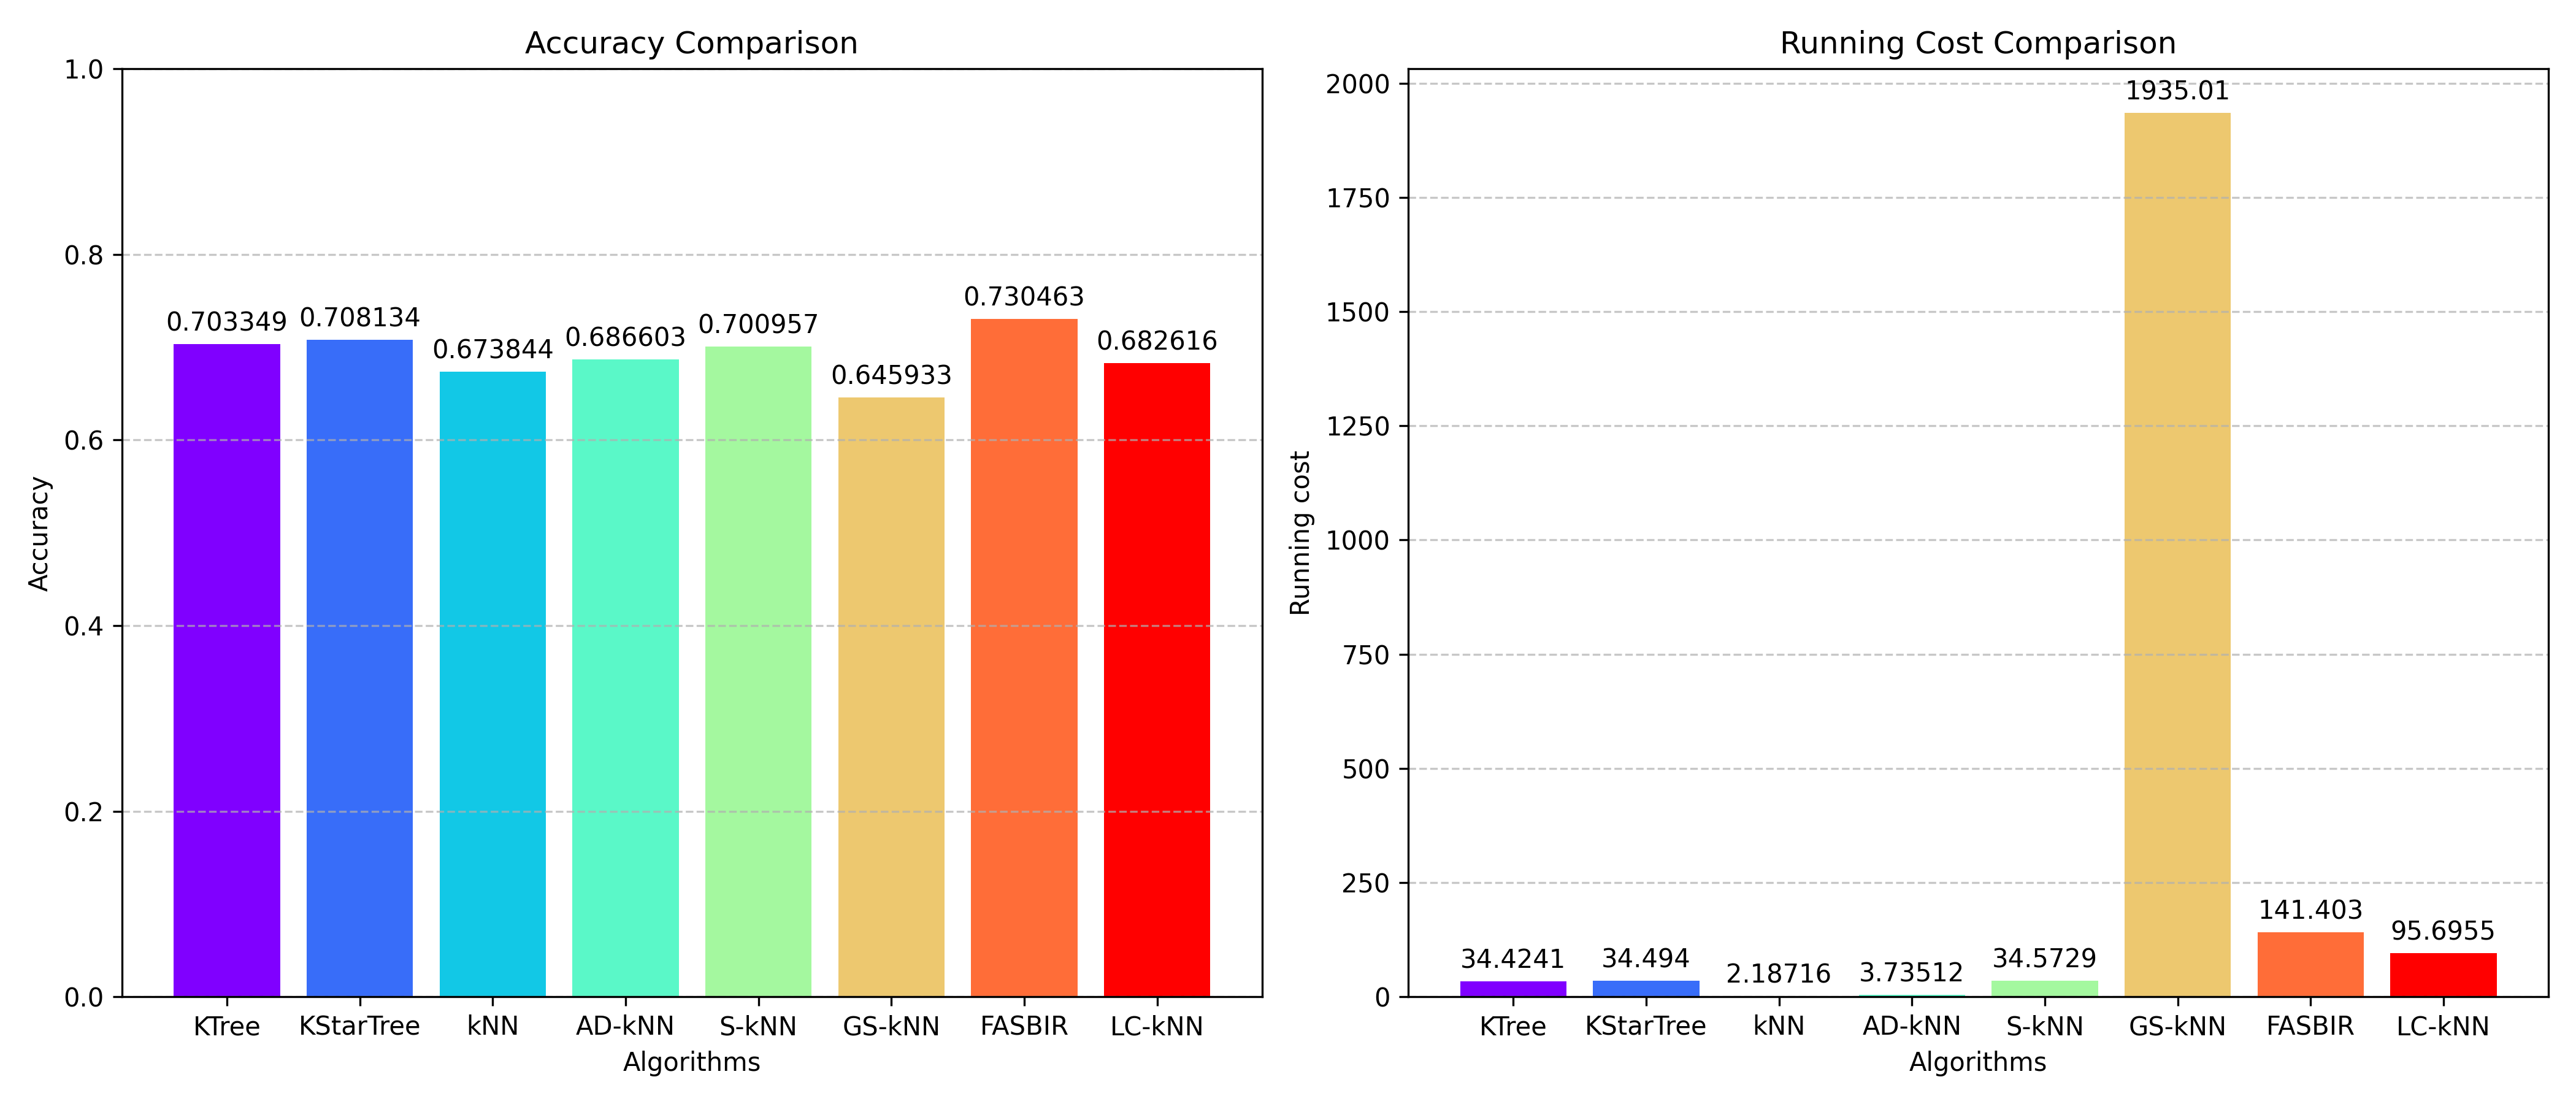 Accuracy Comparison
1.0
0.8
0.6
0.4
0.2
0.0
Accuracy
0.703349
0.708134
0.673844
0.686603
0.700957
0.645933
0.730463
0.682616
KTree
KStarTree
kNN
AD-kNN
S-kNN
GS-kNN
FASBIR
LC-kNN
Algorithms
Running Cost Comparison
2000
1750
1500
1250
1000
750
500
250
0
Running cost
34.4241
34.494
2.18716
3.73512
34.5729
1935.01
141.403
95.6955
KTree
KStarTree
kNN
AD-kNN
S-kNN
GS-kNN
FASBIR
LC-kNN
Algorithms